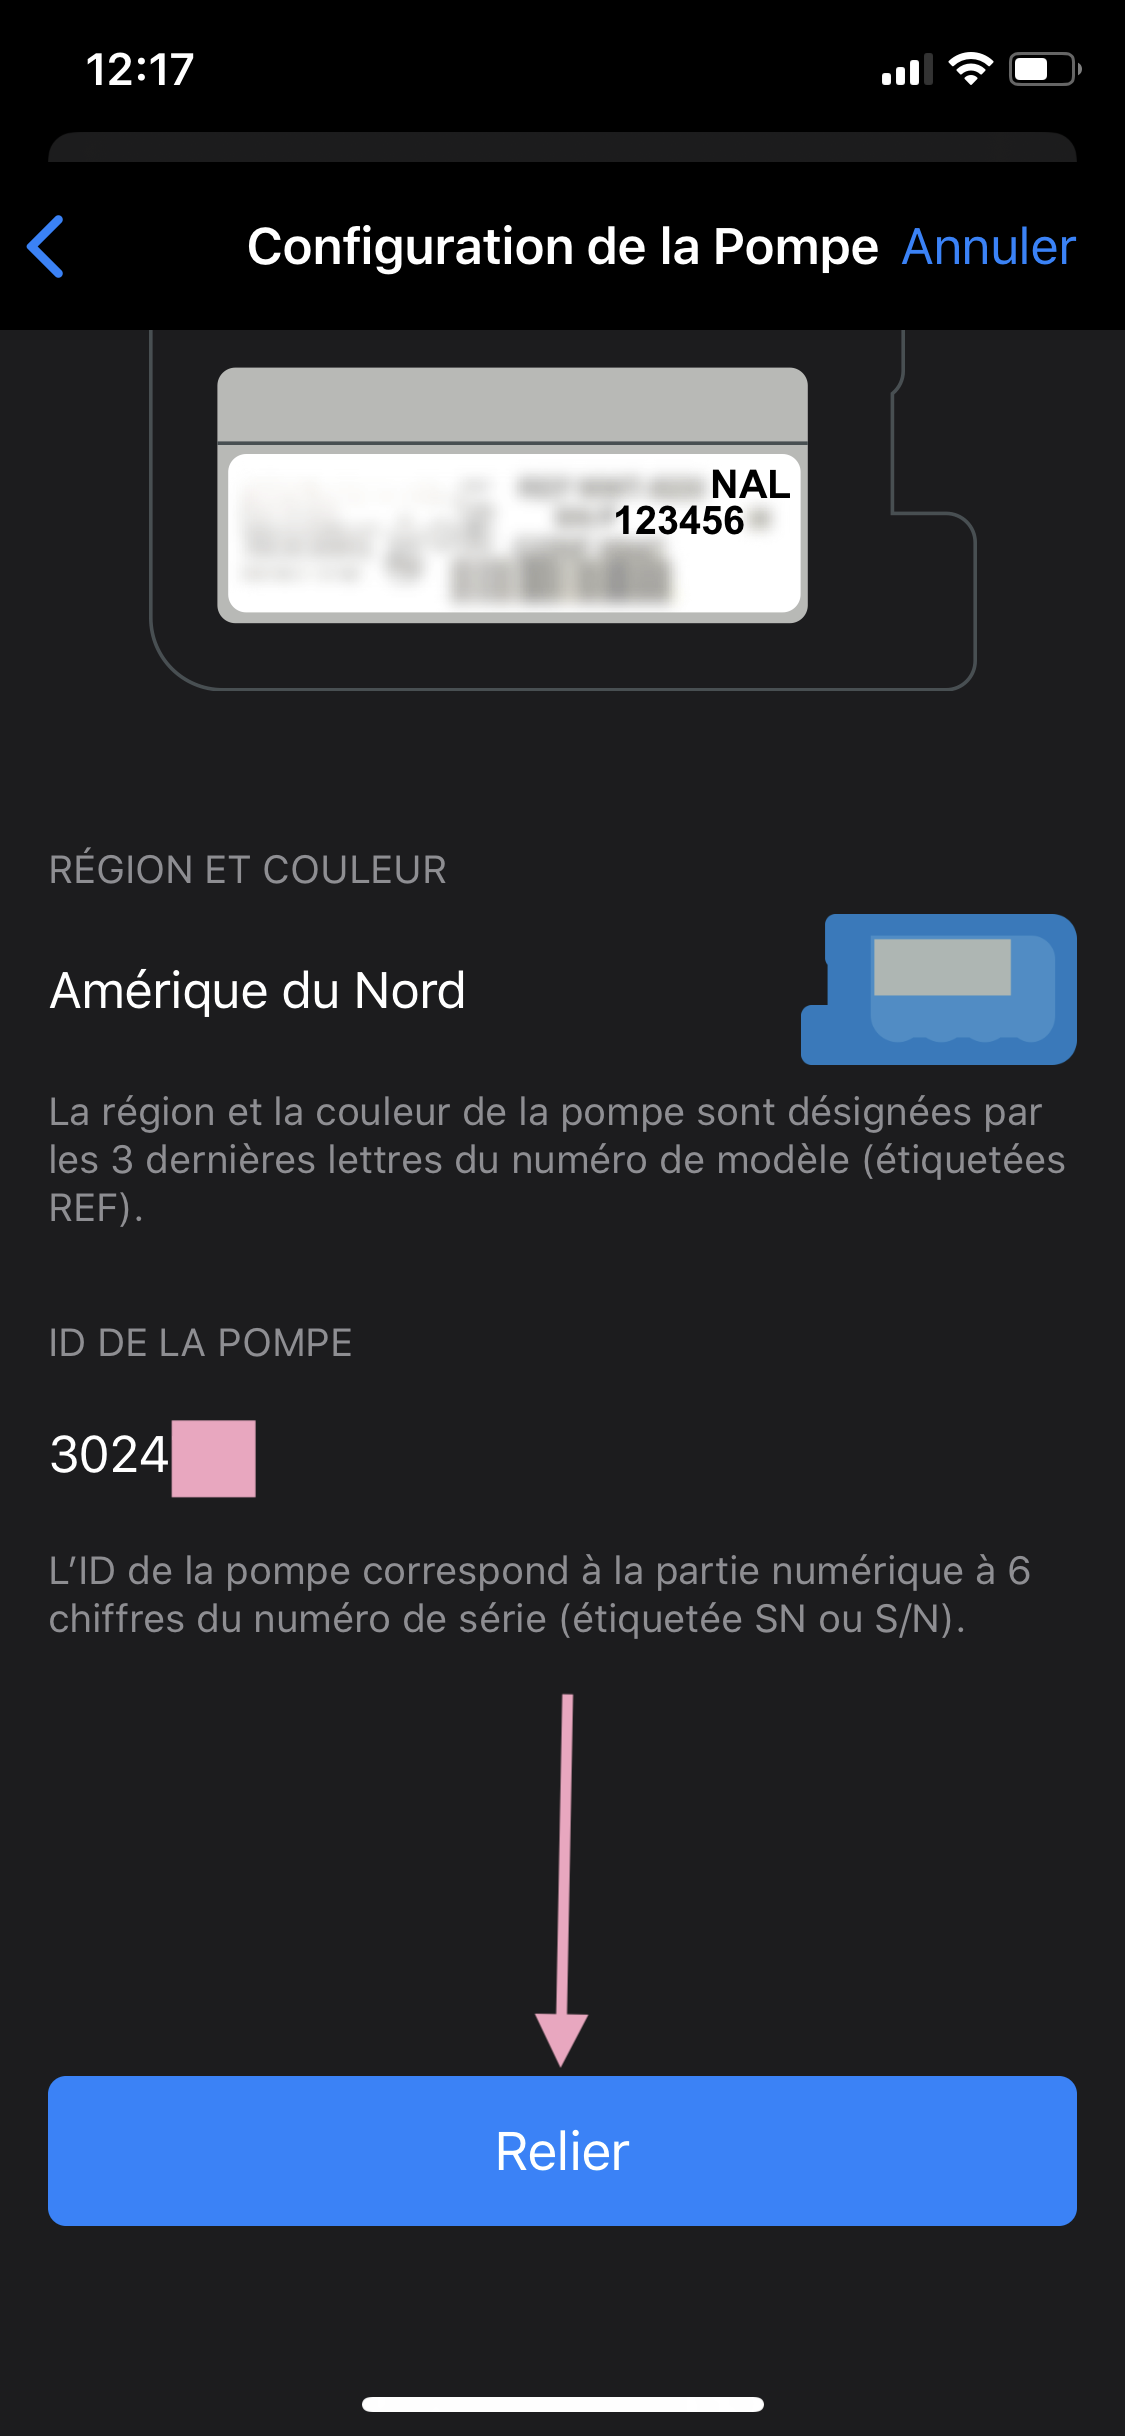 12:17
Configuration de la Pompe Annuler
NAL
123456
RÉGION ET COULEUR
Amérique du Nord
La région et la couleur de la pompe sont désignées par
les 3 dernières lettres du numéro de modèle (étiquetées
REF).
ID DE LA POMPE
3024
L’ID de la pompe correspond à la partie numérique à 6
chiffres du numéro de série (étiquetée SN ou S/N).
Relier